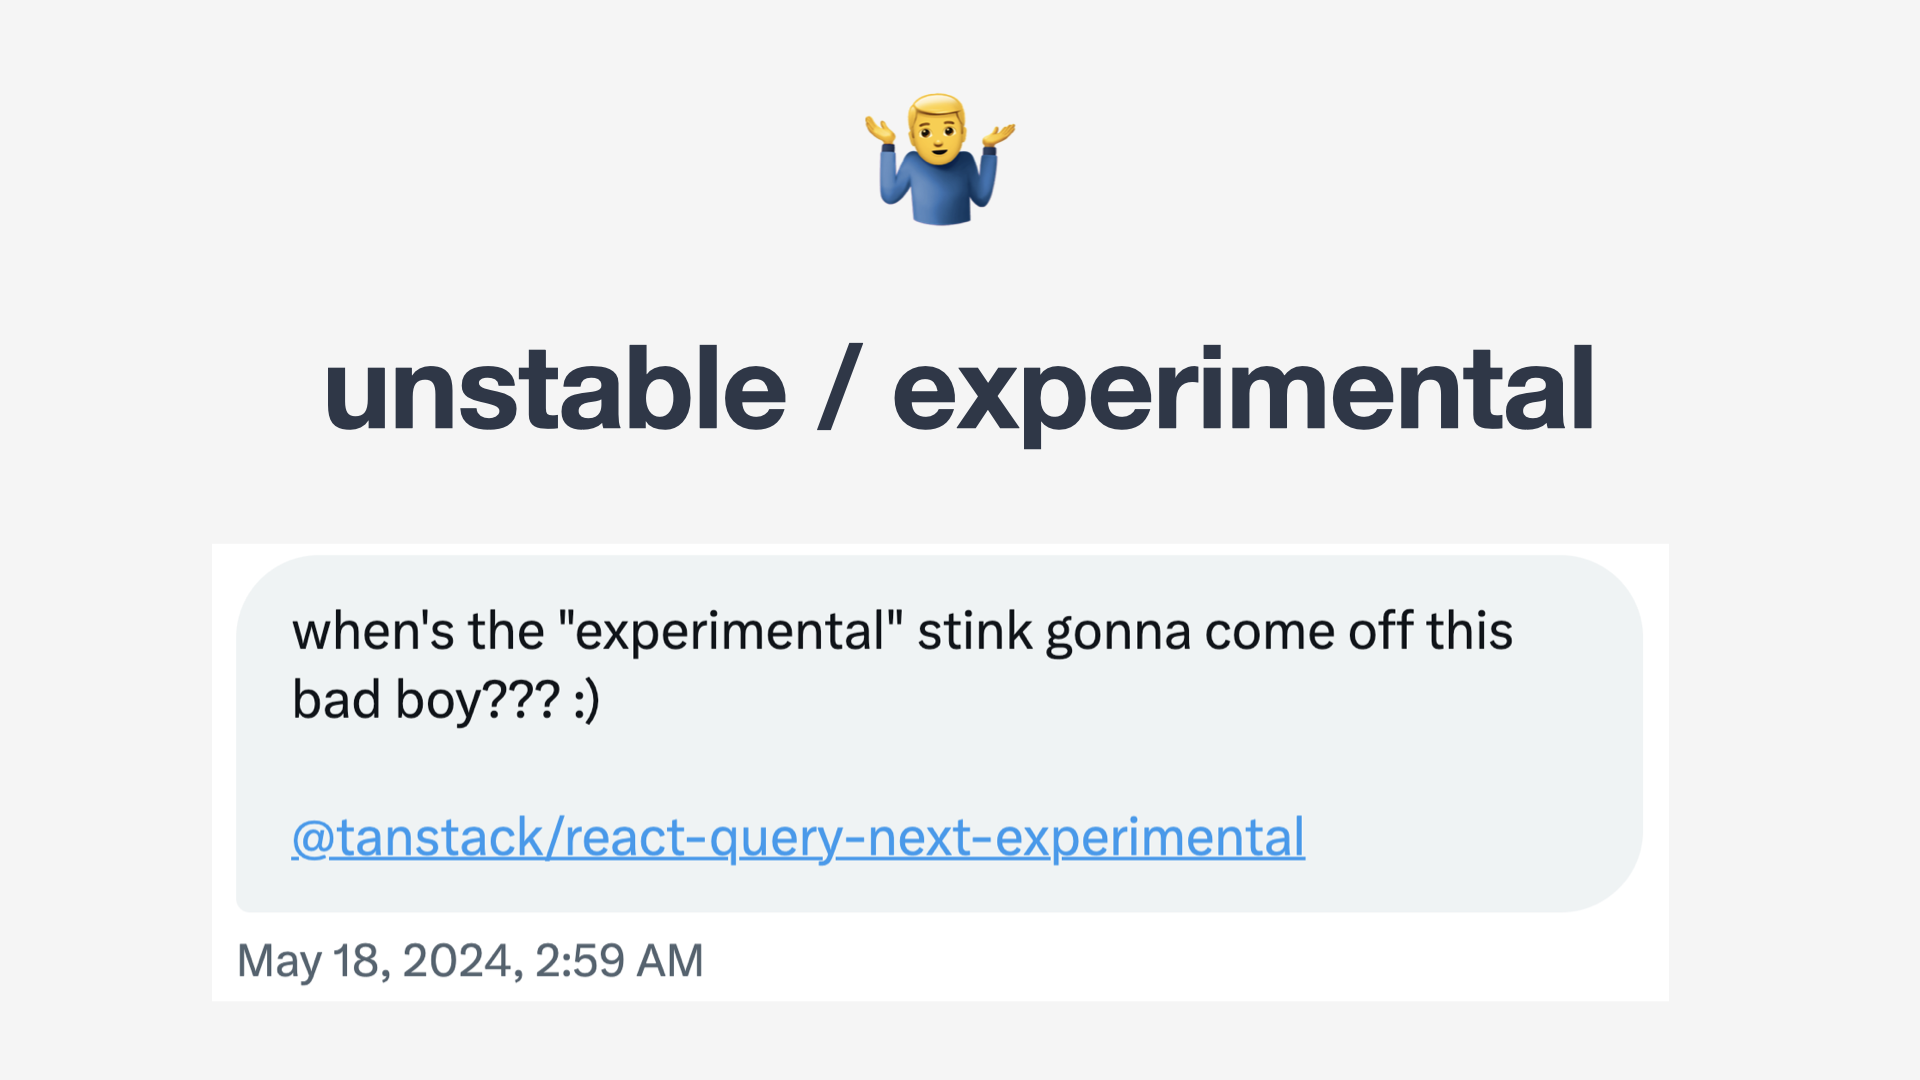 unstable / experimental
when's the "experimental" stink gonna come off this
bad boy??? :)
@tanstack/react-query-next-experimental
May 18, 2024, 2:59 AM